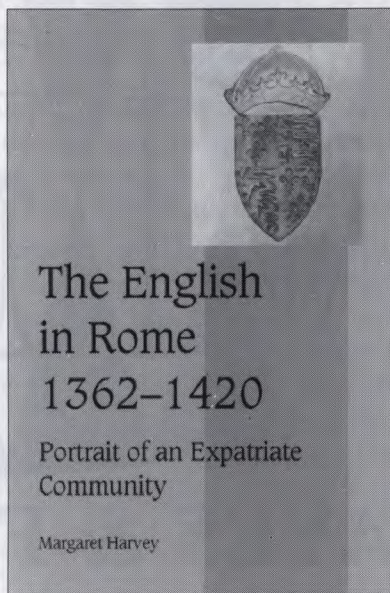 The English
in Rome
1362–1420
Portrait of an Expatriate
Community
Margaret Harvey